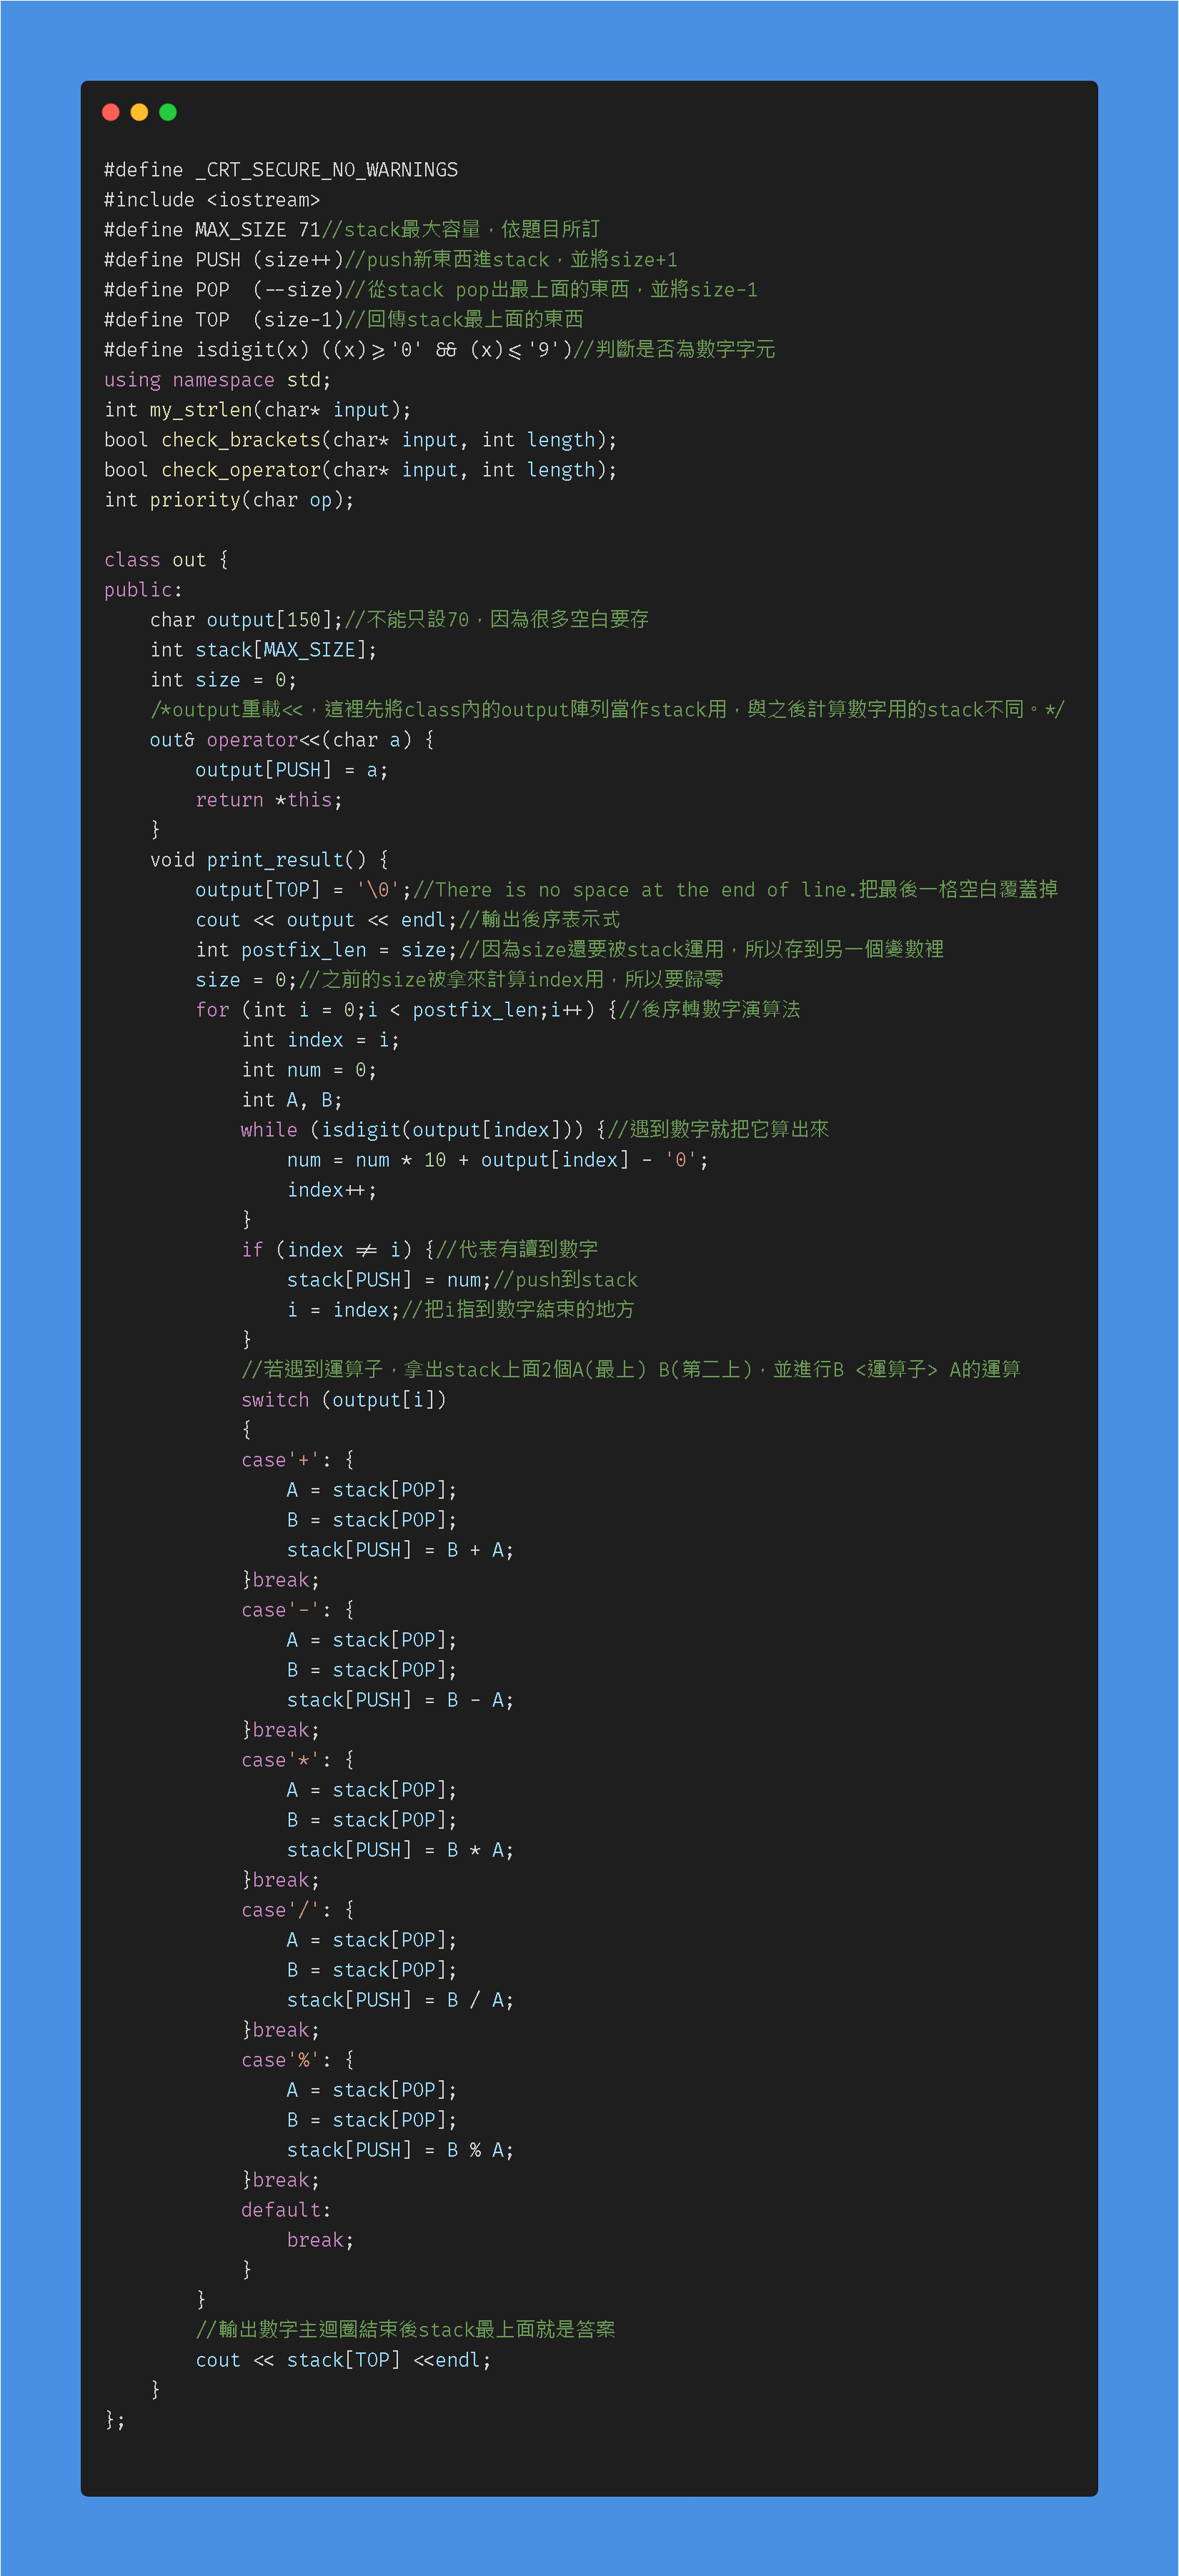 #define _CRT_SECURE_NO_WARNINGS
#include <iostream>
#define MAX_SIZE 71//stack最大容量，依題目所訂
#define PUSH (size++)//push新東西進stack，並將size+1
#define POP  (--size)//從stack pop出最上面的東西，並將size-1
#define TOP  (size-1)//回傳stack最上面的東西
#define isdigit(x) ((x)>='0' && (x)<='9')//判斷是否為數字字元
using namespace std;
int my_strlen(char* input);
bool check_brackets(char* input, int length);
bool check_operator(char* input, int length);
int priority(char op);

class out {
public:
    char output[150];//不能只設70，因為很多空白要存
    int stack[MAX_SIZE];
    int size = 0;
    /*output重載<<，這裡先將class內的output陣列當作stack用，與之後計算數字用的stack不同。*/
    out& operator<<(char a) {
        output[PUSH] = a;
        return *this;
    }
    void print_result() {
        output[TOP] = '\0';//There is no space at the end of line.把最後一格空白覆蓋掉
        cout << output << endl;//輸出後序表示式
        int postfix_len = size;//因為size還要被stack運用，所以存到另一個變數裡
        size = 0;//之前的size被拿來計算index用，所以要歸零
        for (int i = 0;i < postfix_len;i++) {//後序轉數字演算法
            int index = i;
            int num = 0;
            int A, B;
            while (isdigit(output[index])) {//遇到數字就把它算出來
                num = num * 10 + output[index] - '0';
                index++;
            }
            if (index != i) {//代表有讀到數字
                stack[PUSH] = num;//push到stack
                i = index;//把i指到數字結束的地方
            }
            //若遇到運算子，拿出stack上面2個A(最上) B(第二上)，並進行B <運算子> A的運算
            switch (output[i])
            {
            case'+': {
                A = stack[POP];
                B = stack[POP];
                stack[PUSH] = B + A;
            }break;
            case'-': {
                A = stack[POP];
                B = stack[POP];
                stack[PUSH] = B - A;
            }break;
            case'*': {
                A = stack[POP];
                B = stack[POP];
                stack[PUSH] = B * A;
            }break;
            case'/': {
                A = stack[POP];
                B = stack[POP];
                stack[PUSH] = B / A;
            }break;
            case'%': {
                A = stack[POP];
                B = stack[POP];
                stack[PUSH] = B % A;
            }break;
            default:
                break;
            }
        }
        //輸出數字主迴圈結束後stack最上面就是答案
        cout << stack[TOP] <<endl;
    }
};